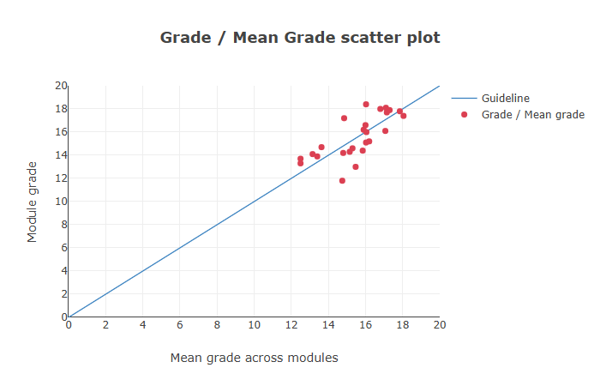 Grade / Mean Grade scatter plot
20
18
16
14
12
10
8
6
4
2
0
0 2 4 6 8 10 12 14 16 18 20
Module grade
Mean grade across modules
Guideline
Grade / Mean grade